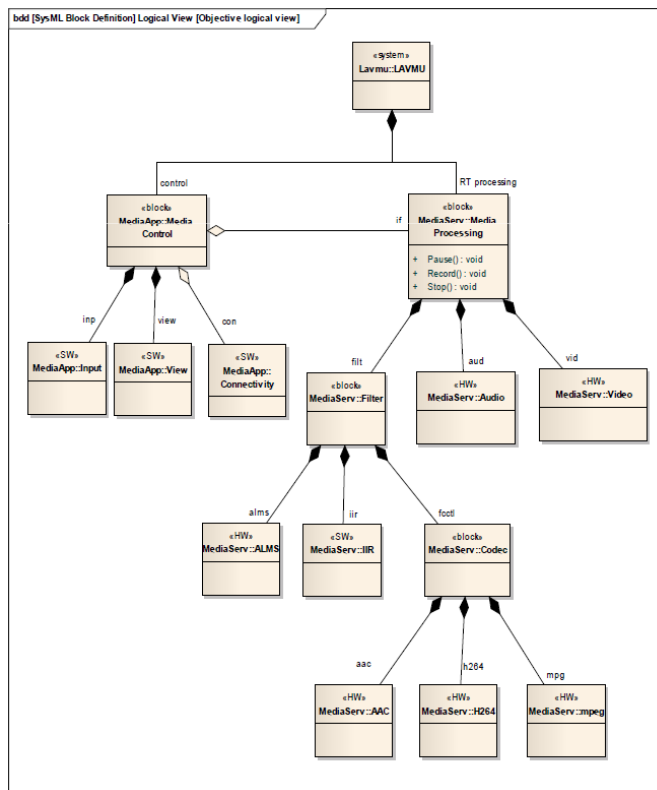 bdd [SysML Block Definition] Logical View [Objective logical view]
«system»
Lavmu::LAVMU
control
RT processing
«block»
MediaApp::Media
Control
if
«block»
MediaServ::Media
Processing
+ Pause() : void
+ Record() : void
+ Stop() : void
inp
view
con
«SW»
MediaApp::Input
«SW»
MediaApp::View
«SW»
MediaApp::
Connectivity
filt
aud
vid
«block»
MediaServ::Filter
«HW»
MediaServ::Audio
«HW»
MediaServ::Video
alms
iir
fcctl
«HW»
MediaServ::ALMS
«SW»
MediaServ::IIR
«block»
MediaServ::Codec
aac
h264
mpg
«HW»
MediaServ::AAC
«HW»
MediaServ::H264
«HW»
MediaServ::mpeg